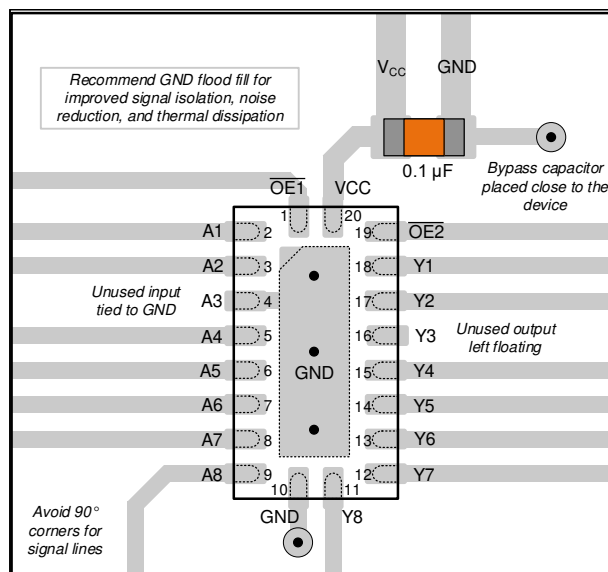 Recommend GND flood fill for
improved signal isolation, noise
reduction, and thermal dissipation
VCC GND
0.1 µF
Bypass capacitor
placed close to the
device
OE1 VCC
1 20
A1 2 19 OE2
A2 3 18 Y1
Unused input
tied to GND
A3 4 17 Y2
A4 5 16 Y3
Unused output
left floating
A5 6 15 Y4
GND
A6 7 14 Y5
A7 8 13 Y6
A8 9 12 Y7
10 11
GND Y8
Avoid 90°
corners for
signal lines